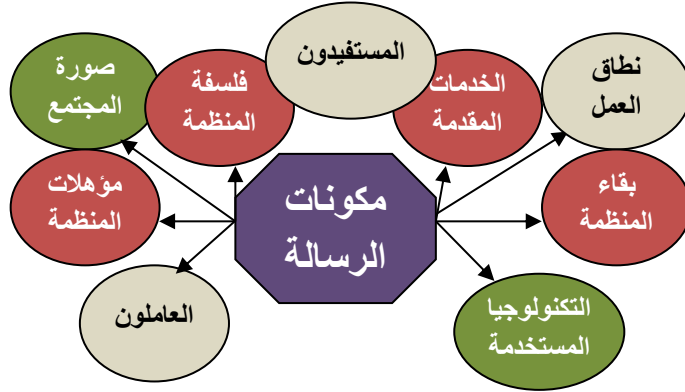 المستفيدون
نطاق
العمل
الخدمات
المقدمة
فلسفة
المنظمة
صورة
المجتمع
بقاء
المنظمة
مكونات
الرسالة
مؤهلات
المنظمة
التكنولوجيا
المستخدمة
العاملون